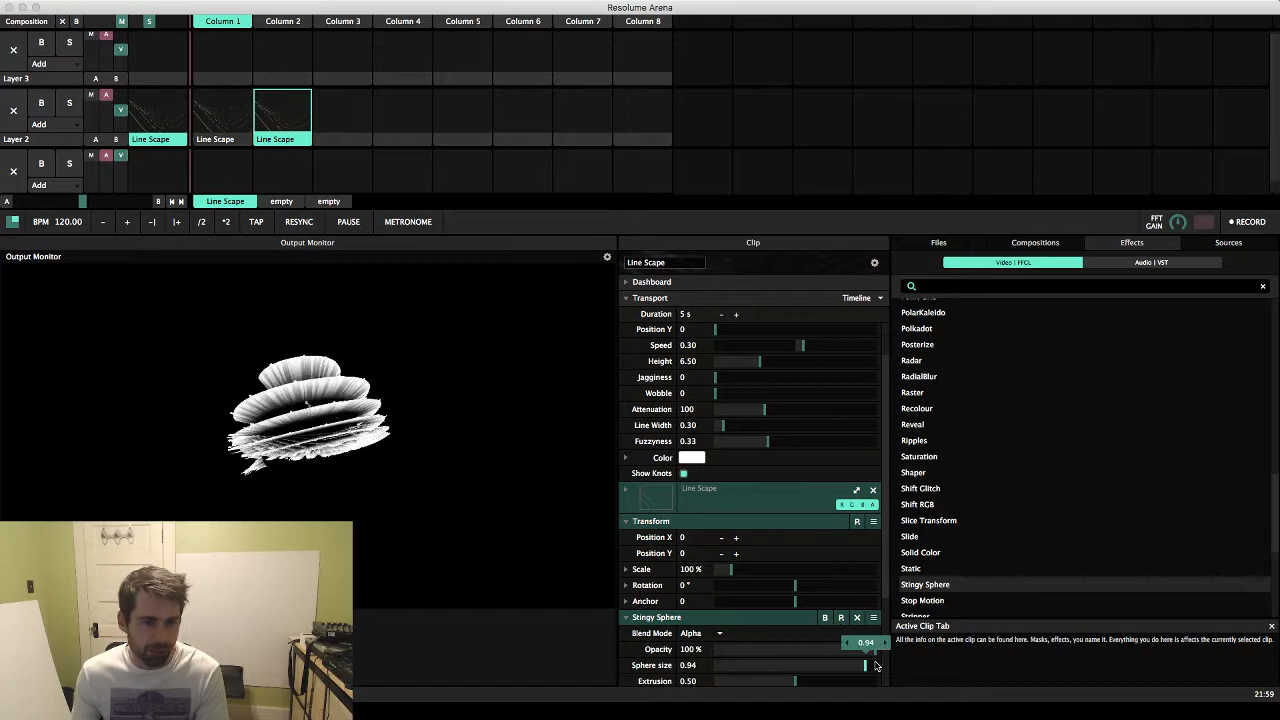 Resolume Arena
Composition X B M S Column 1 Column 2 Column 3 Column 4 Column 5 Column 6 Column 7 Column 8
B S M A
V
Add
Layer 3 A B
B S M A
V
Add
Layer 2 A B Line Scape Line Scape Line Scape
B S M A V
Add
A B Line Scape empty empty
BPM 120.00 - + -| |+ /2 *2 TAP RESYNC PAUSE METRONOME FFT GAIN RECORD
Output Monitor Clip Files Compositions Effects Sources
Output Monitor Line Scape Video | FFGL Audio | VST
Dashboard
Transport Timeline
Duration 5 s - +
Position Y 0
Speed 0.30
Height 6.50
Jagginess 0
Wobble 0
Attenuation 100
Line Width 0.30
Fuzzyness 0.33
Color
Show Knots
Line Scape
R G B A
Transform R
Position X 0 - +
Position Y 0 - +
Scale 100 %
Rotation 0 °
Anchor 0
Stingy Sphere B R X
Blend Mode Alpha
0.94
Opacity 100 %
Sphere size 0.94
Extrusion 0.50
PolarKaleido
Polkadot
Posterize
Radar
RadialBlur
Raster
Recolour
Reveal
Ripples
Saturation
Shaper
Shift Glitch
Shift RGB
Slice Transform
Slide
Solid Color
Static
Stingy Sphere
Stop Motion
Active Clip Tab
All the info on the active clip can be found here. Masks, effects, you name it. Everything you do here is affects the currently selected clip.
21:59